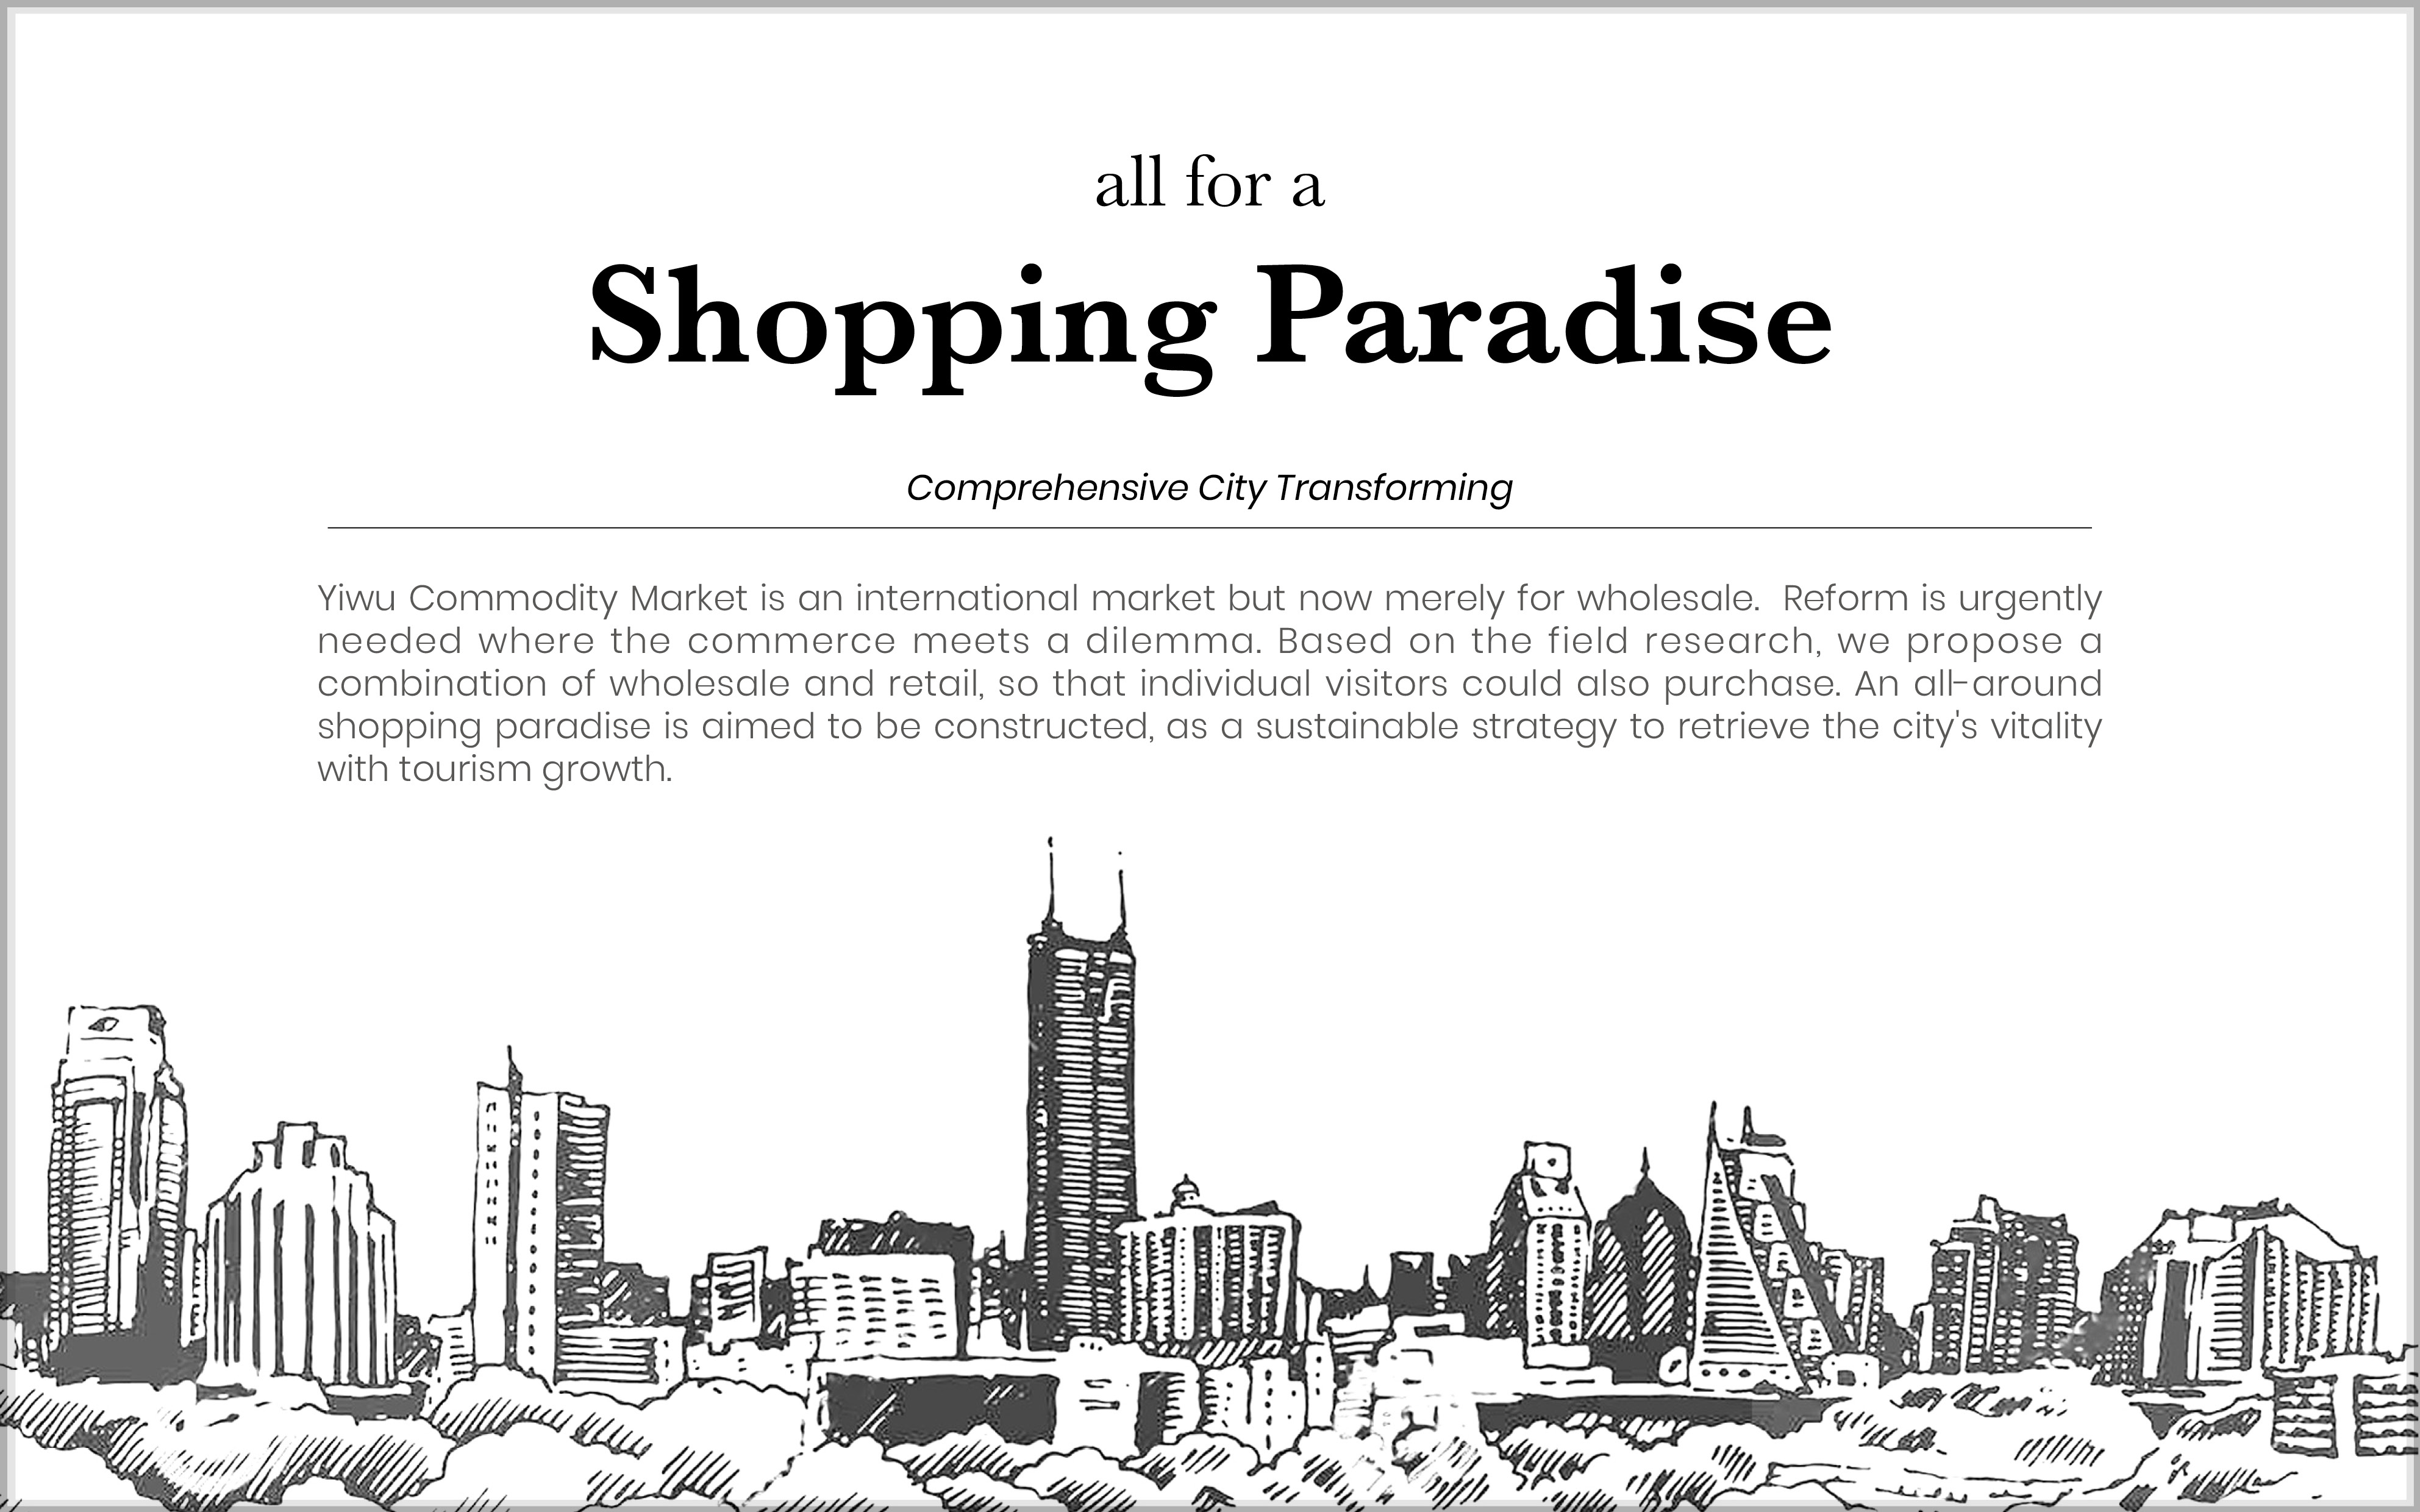 all for a
Shopping Paradise
Comprehensive City Transforming
Yiwu Commodity Market is an international market but now merely for wholesale.  Reform is urgently
needed where the commerce meets a dilemma. Based on the field research, we propose a
combination of wholesale and retail, so that individual visitors could also purchase. An all-around
shopping paradise is aimed to be constructed, as a sustainable strategy to retrieve the city's vitality
with tourism growth.